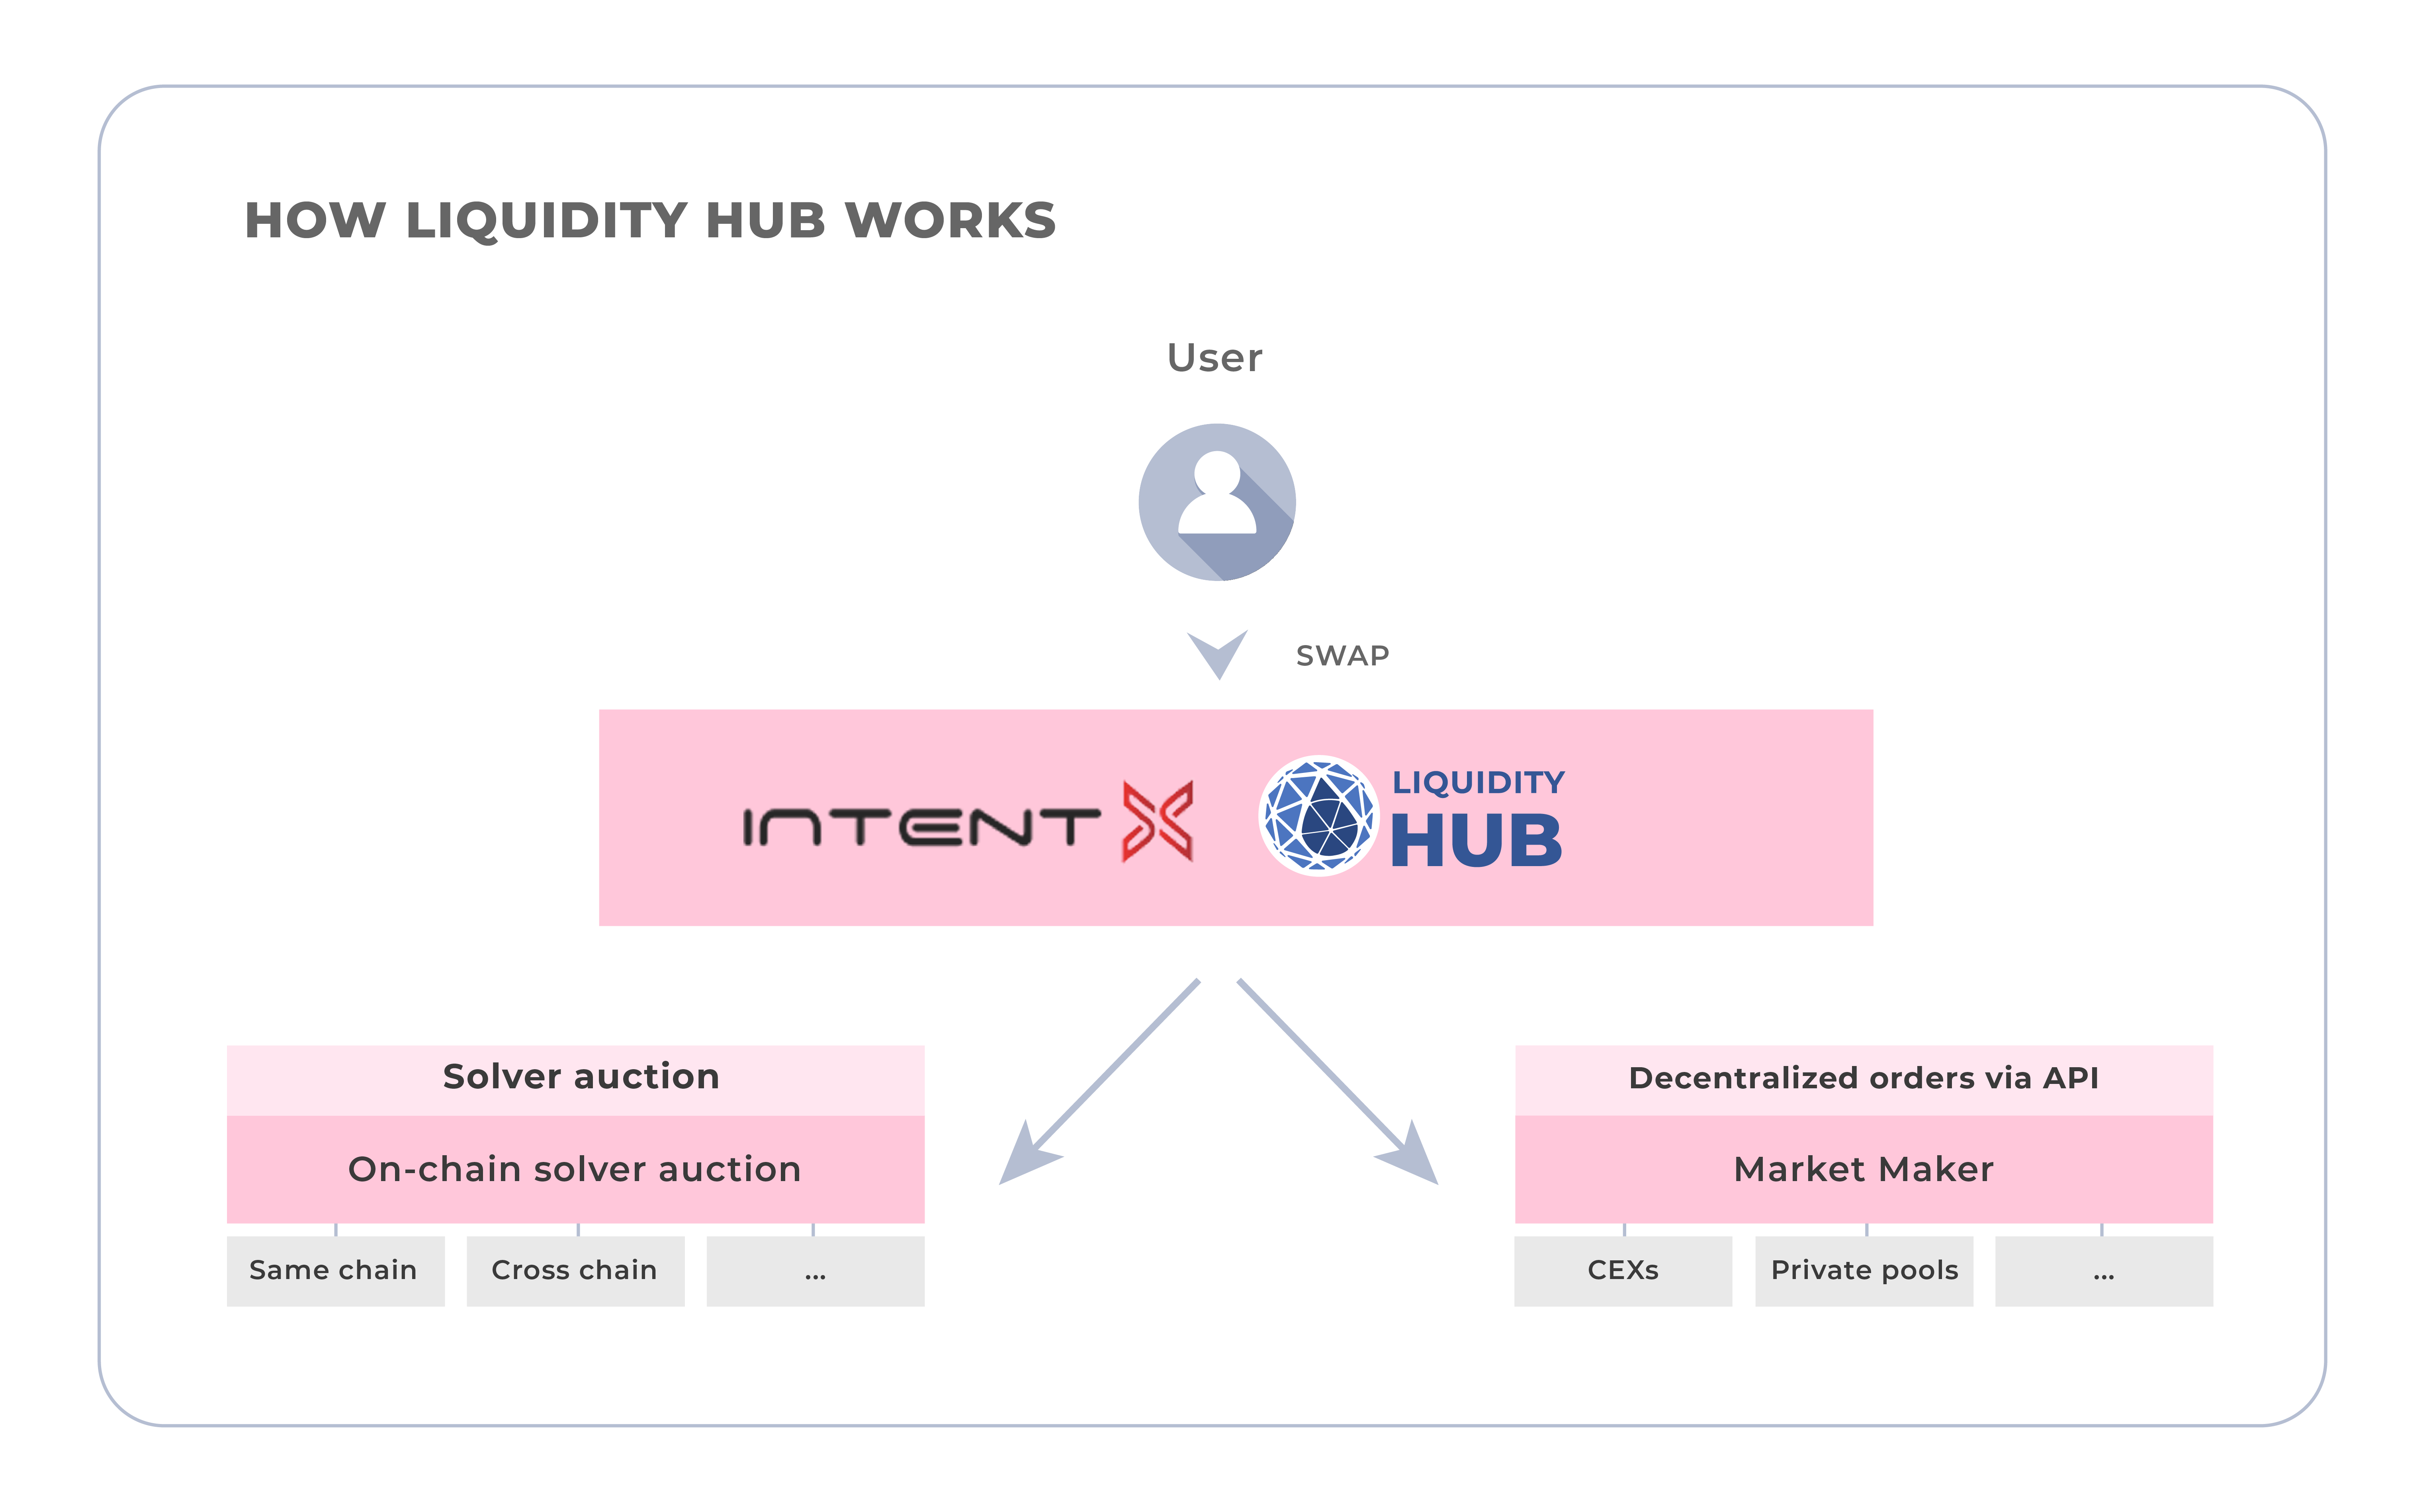 HOW LIQUIDITY HUB WORKS
User
SWAP
INTENTX
LIQUIDITY
HUB
Solver auction
On-chain solver auction
Same chain
Cross chain
...
Decentralized orders via API
Market Maker
CEXs
Private pools
...